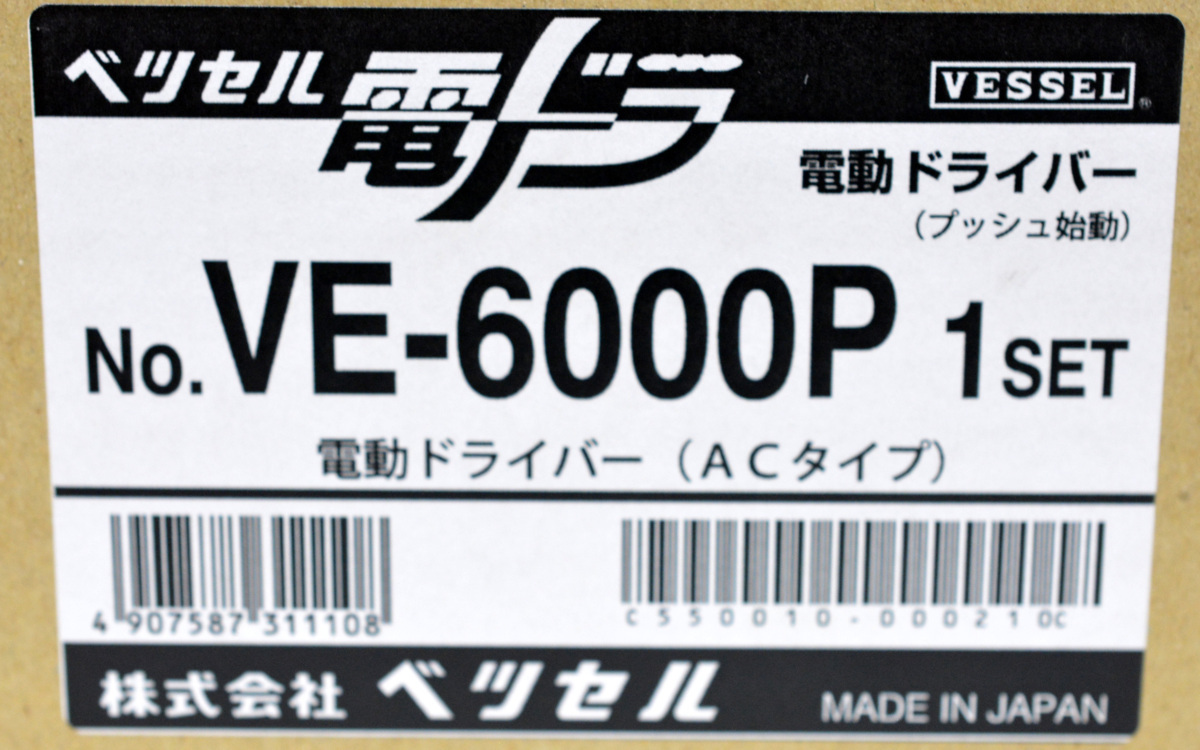 ベッセル 電ドラ VESSEL®
電動ドライバー
（プッシュ始動）
No. VE-6000P 1 SET
電動ドライバー（ACタイプ）
4 907587 311108
C550010-000210C
株式会社 ベッセル MADE IN JAPAN